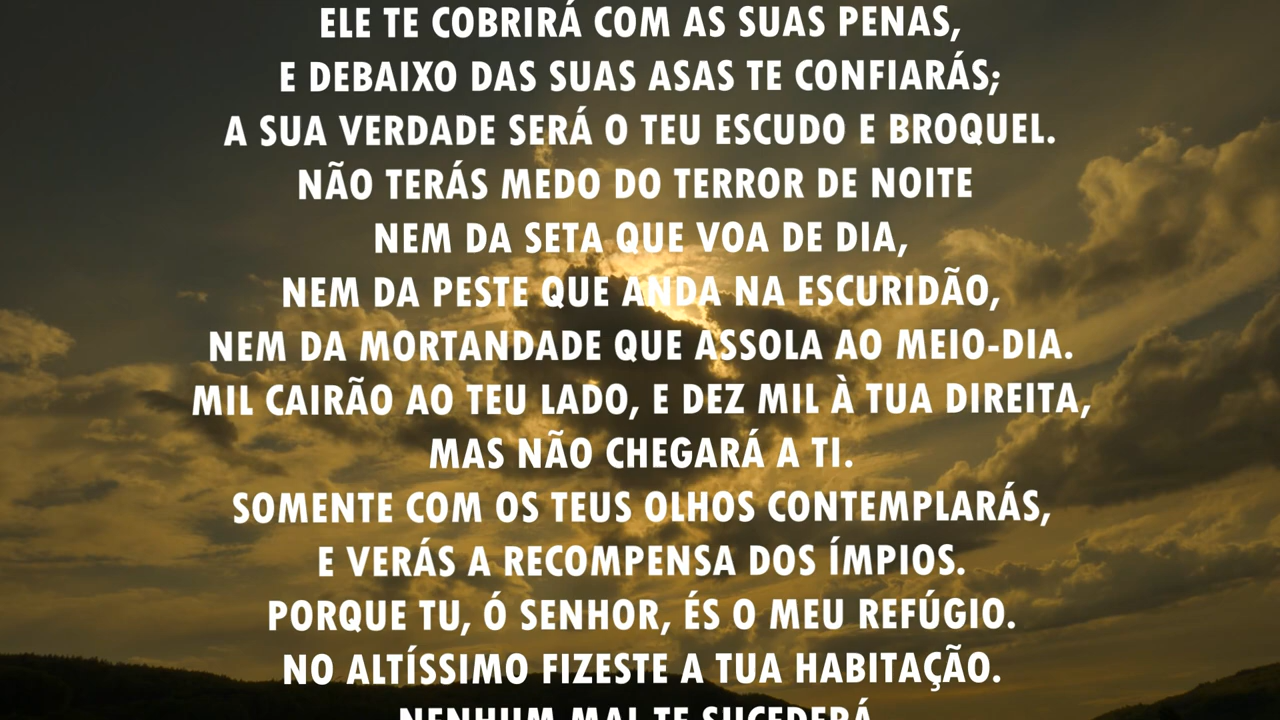 ELE TE COBRIRÁ COM AS SUAS PENAS,
E DEBAIXO DAS SUAS ASAS TE CONFIARÁS;
A SUA VERDADE SERÁ O TEU ESCUDO E BROQUEL.
NÃO TERÁS MEDO DO TERROR DE NOITE
NEM DA SETA QUE VOA DE DIA,
NEM DA PESTE QUE ANDA NA ESCURIDÃO,
NEM DA MORTANDADE QUE ASSOLA AO MEIO-DIA.
MIL CAIRÃO AO TEU LADO, E DEZ MIL À TUA DIREITA,
MAS NÃO CHEGARÁ A TI.
SOMENTE COM OS TEUS OLHOS CONTEMPLARÁS,
E VERÁS A RECOMPENSA DOS ÍMPIOS.
PORQUE TU, Ó SENHOR, ÉS O MEU REFÚGIO.
NO ALTÍSSIMO FIZESTE A TUA HABITAÇÃO.
NENHUM MAL TE SUCEDERÁ